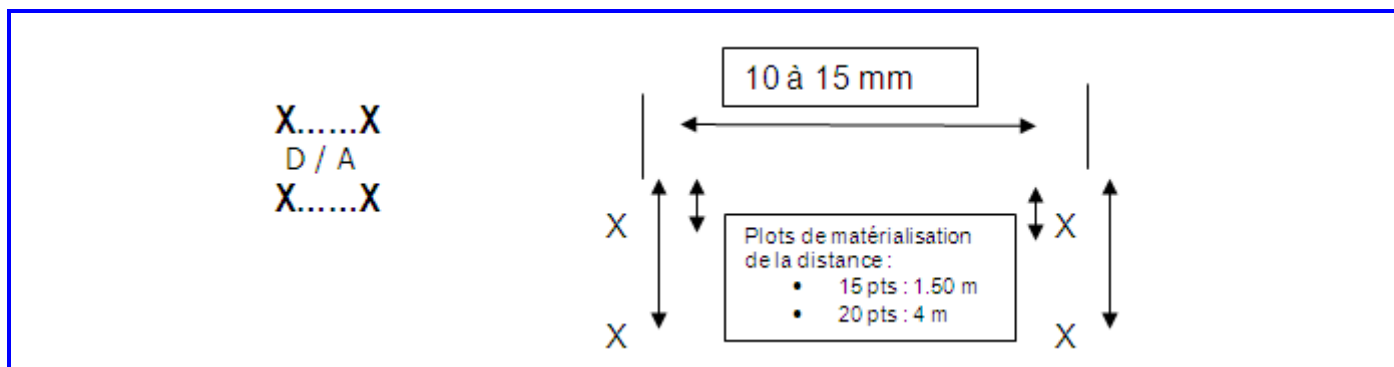 10 à 15 mm
X......X
D / A
X......X
X
X
Plots de matérialisation
de la distance :
• 15 pts : 1.50 m
• 20 pts : 4 m
X
X